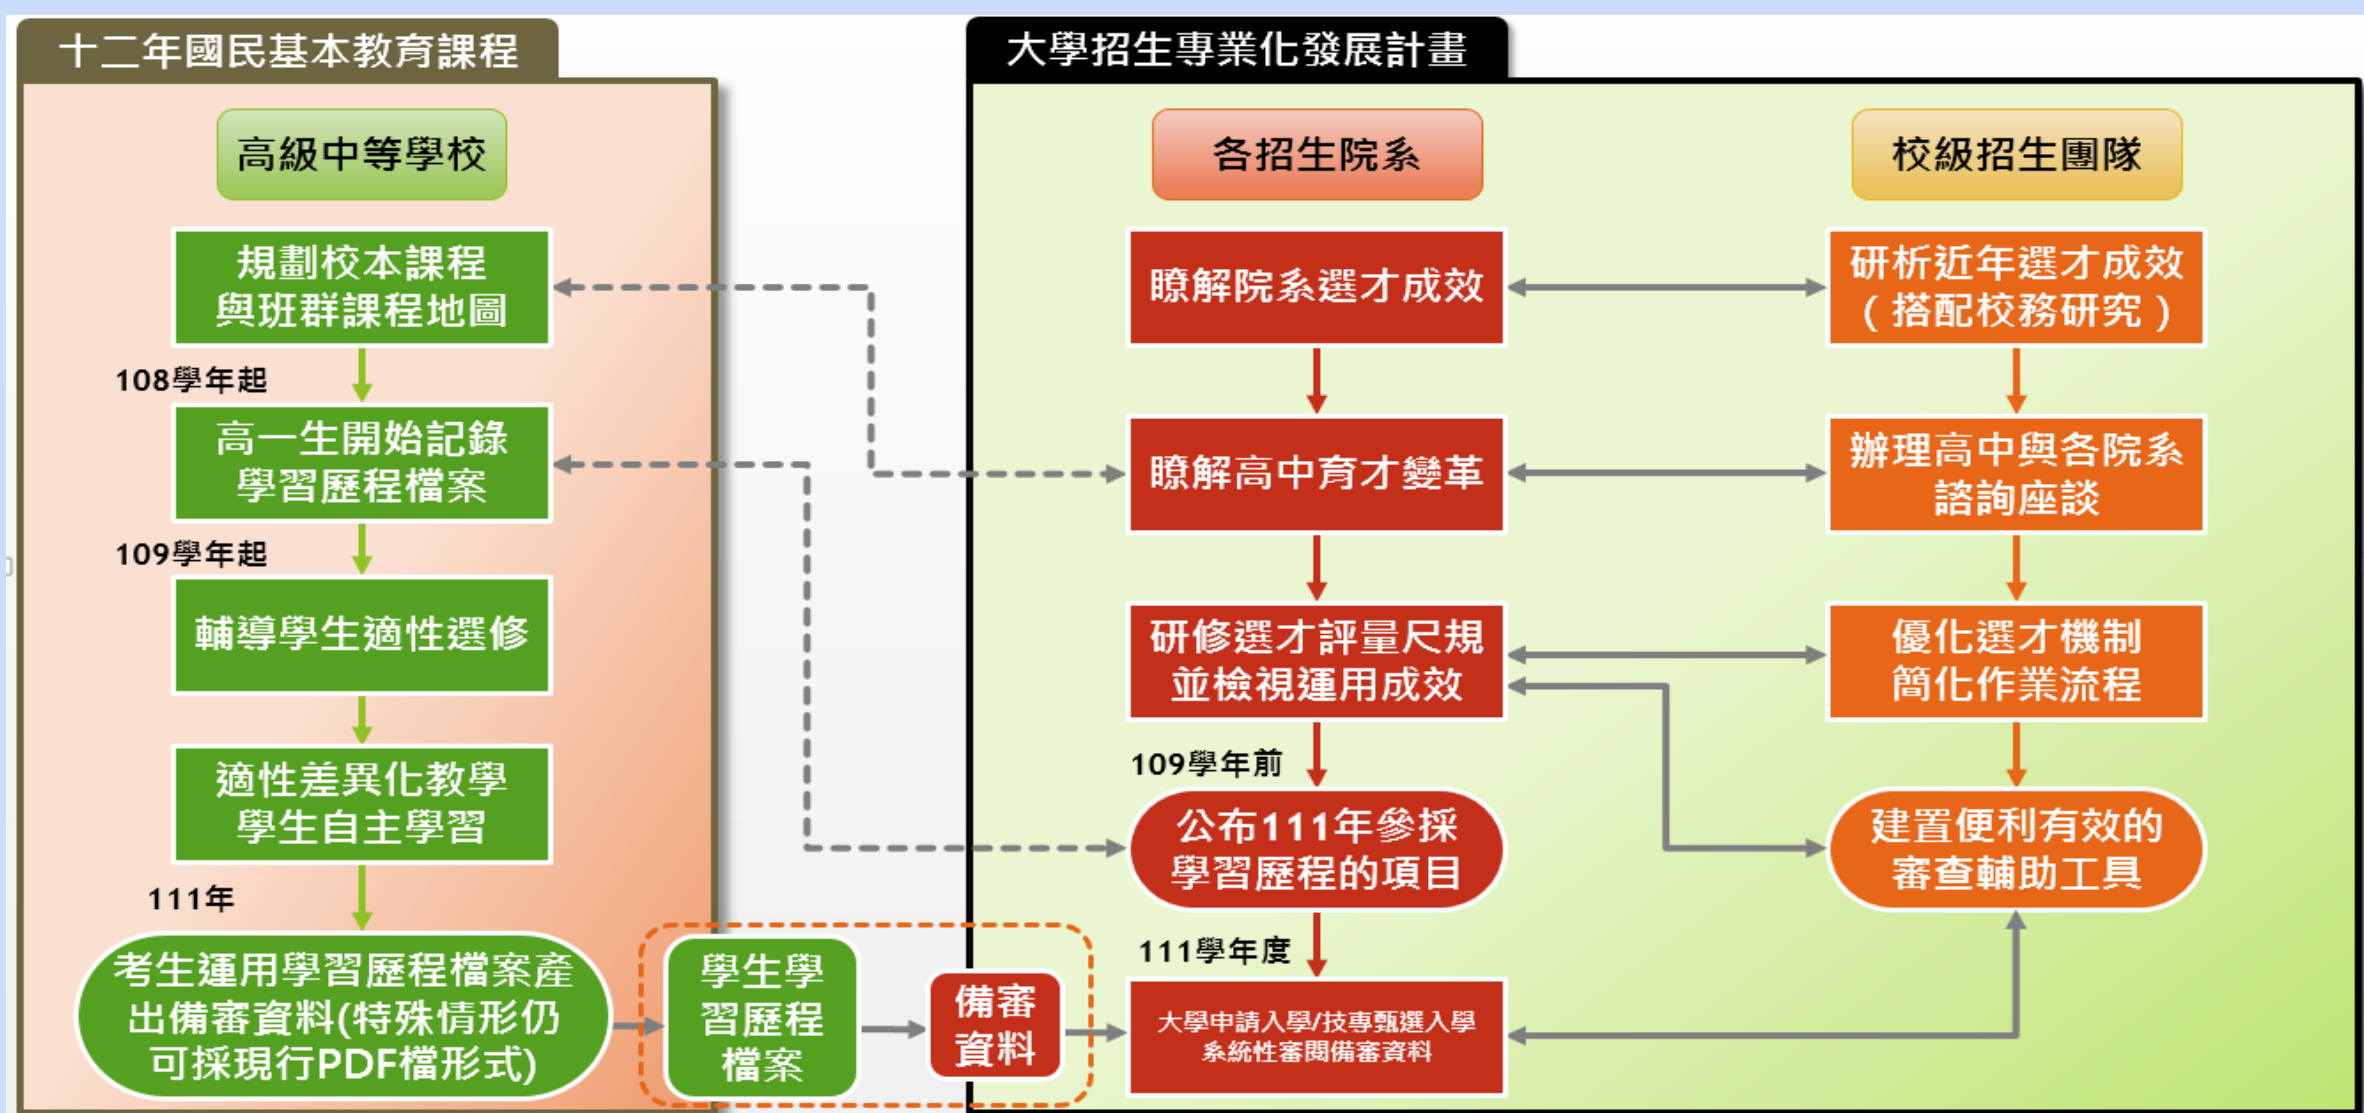 十二年國民基本教育課程
高級中等學校
規劃校本課程
與班群課程地圖
108學年起
高一生開始記錄
學習歷程檔案
109學年起
輔導學生適性選修
適性差異化教學
學生自主學習
111年
考生運用學習歷程檔案產
出備審資料(特殊情形仍
可採現行PDF檔形式)
學生學
習歷程
檔案
備審
資料
大學招生專業化發展計畫
各招生院系
瞭解院系選才成效
瞭解高中育才變革
研修選才評量尺規
並檢視運用成效
109學年前
公布111年參採
學習歷程的項目
111學年度
大學申請入學/技專甄選入學
系統性審閱備審資料
校級招生團隊
研析近年選才成效
（搭配校務研究）
辦理高中與各院系
諮詢座談
優化選才機制
簡化作業流程
建置便利有效的
審查輔助工具